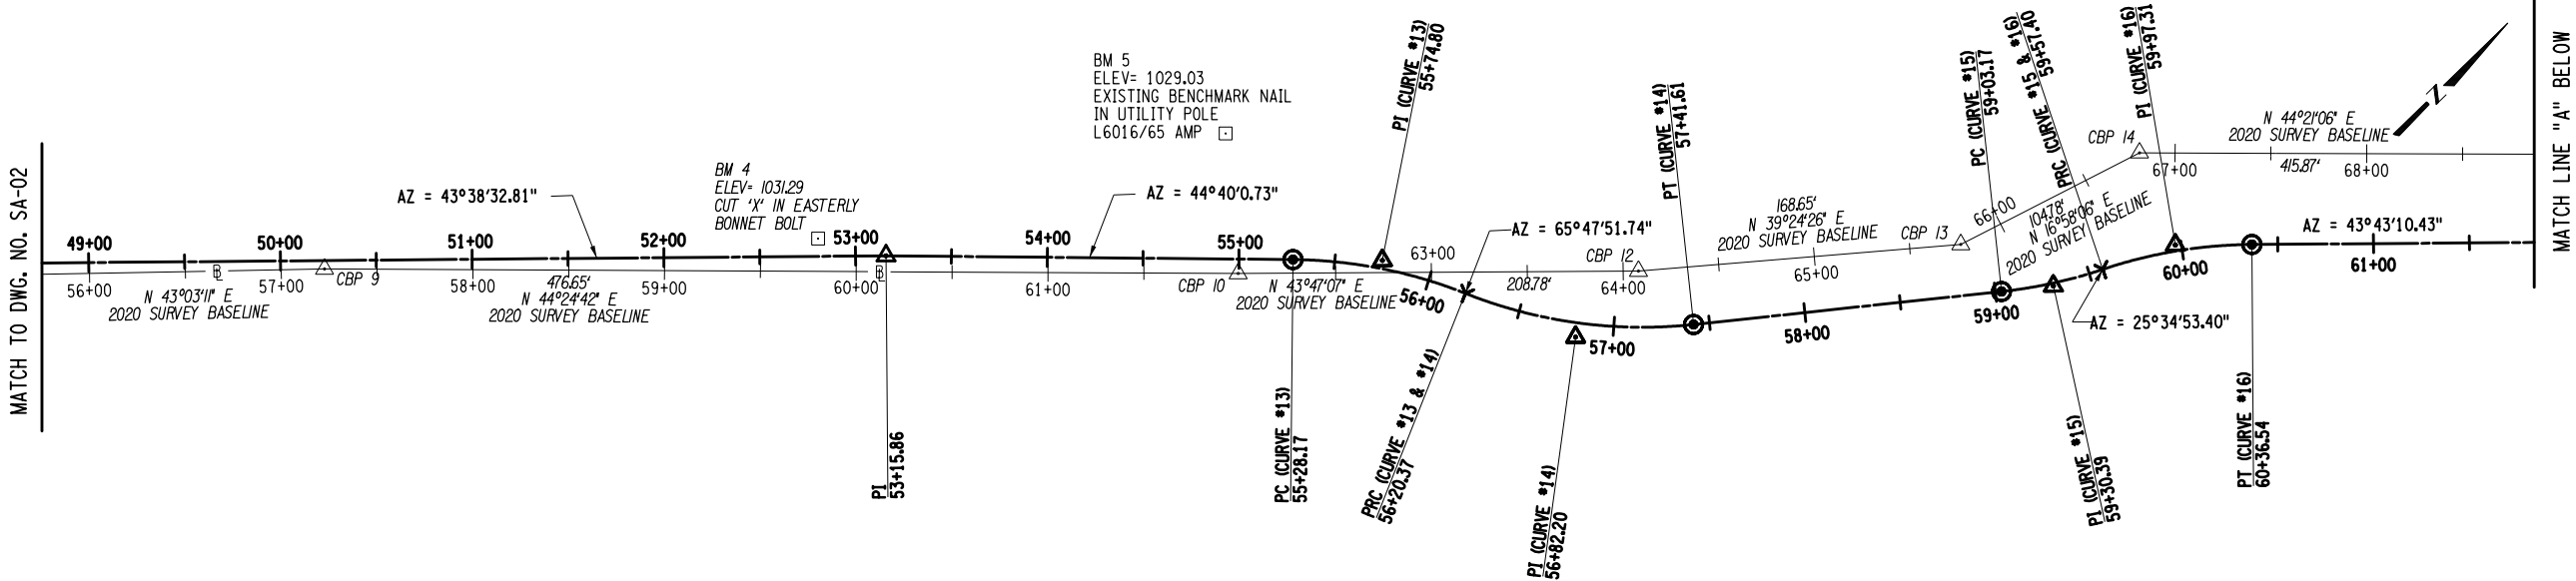 MATCH TO DWG. NO. SA-02
49+00
50+00
51+00
52+00
53+00
54+00
55+00
56+00
57+00
58+00
59+00
60+00
61+00
AZ = 43°38'32.81"
BM 4
ELEV= 1031.29
CUT 'X' IN EASTERLY
BONNET BOLT
BM 5
ELEV= 1029.03
EXISTING BENCHMARK NAIL
IN UTILITY POLE
L6016/65 AMP
AZ = 44°40'0.73"
PI (CURVE #13)
55+74.80
AZ = 65°47'51.74"
PT (CURVE #14)
57+41.61
PC (CURVE #15)
59+03.17
PRC (CURVE #15 & #16)
59+57.40
PI (CURVE #16)
59+97.31
N
MATCH LINE "A" BELOW
N 44°21'06" E
2020 SURVEY BASELINE
415.87'
CBP 14
67+00
68+00
AZ = 43°43'10.43"
56+00
57+00
58+00
59+00
60+00
61+00
63+00
64+00
65+00
66+00
N 43°03'11" E
2020 SURVEY BASELINE
CBP 9
476.65'
N 44°24'42" E
2020 SURVEY BASELINE
CBP 10
N 43°47'07" E
2020 SURVEY BASELINE
208.78'
CBP 12
168.65'
N 39°24'26" E
2020 SURVEY BASELINE
CBP 13
104.78'
N 16°58'06" E
2020 SURVEY BASELINE
AZ = 25°34'53.40"
PI
53+15.86
PC (CURVE #13)
55+28.17
PRC (CURVE #13 & #14)
56+20.37
PI (CURVE #14)
56+82.20
PI (CURVE #15)
59+30.39
PT (CURVE #16)
60+36.54